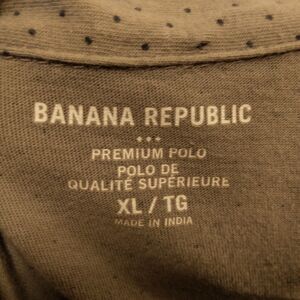 BANANA REPUBLIC
PREMIUM POLO
POLO DE
QUALITÉ SUPÉRIEURE
XL / TG
MADE IN INDIA